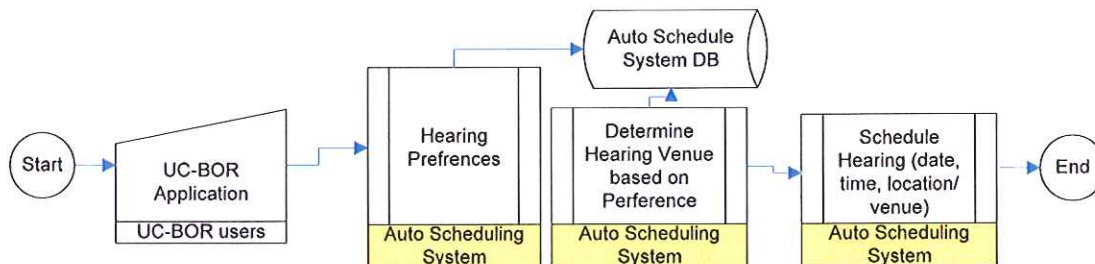 Start
UC-BOR
Application
UC-BOR users
Hearing
Prefrences
Auto Scheduling
System
Auto Schedule
System DB
Determine
Hearing Venue
based on
Perference
Auto Scheduling
System
Schedule
Hearing (date,
time, location/
venue)
Auto Scheduling
System
End